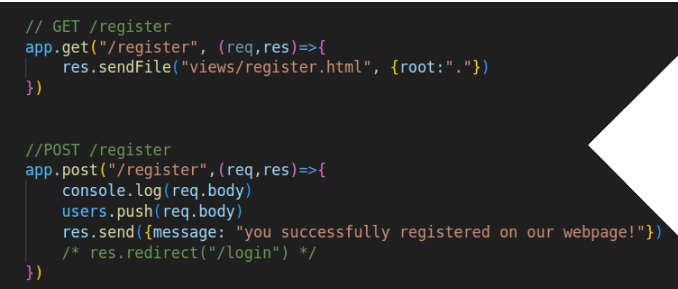 // GET /register
app.get("/register", (req,res)=>{
res.sendFile("views/register.html", {root:"."})
})
//POST /register
app.post("/register",(req,res)=>{
console.log(req.body)
users.push(req.body)
res.send({message: "you successfully registered on our webpage!"})
/* res.redirect("/login") */
})